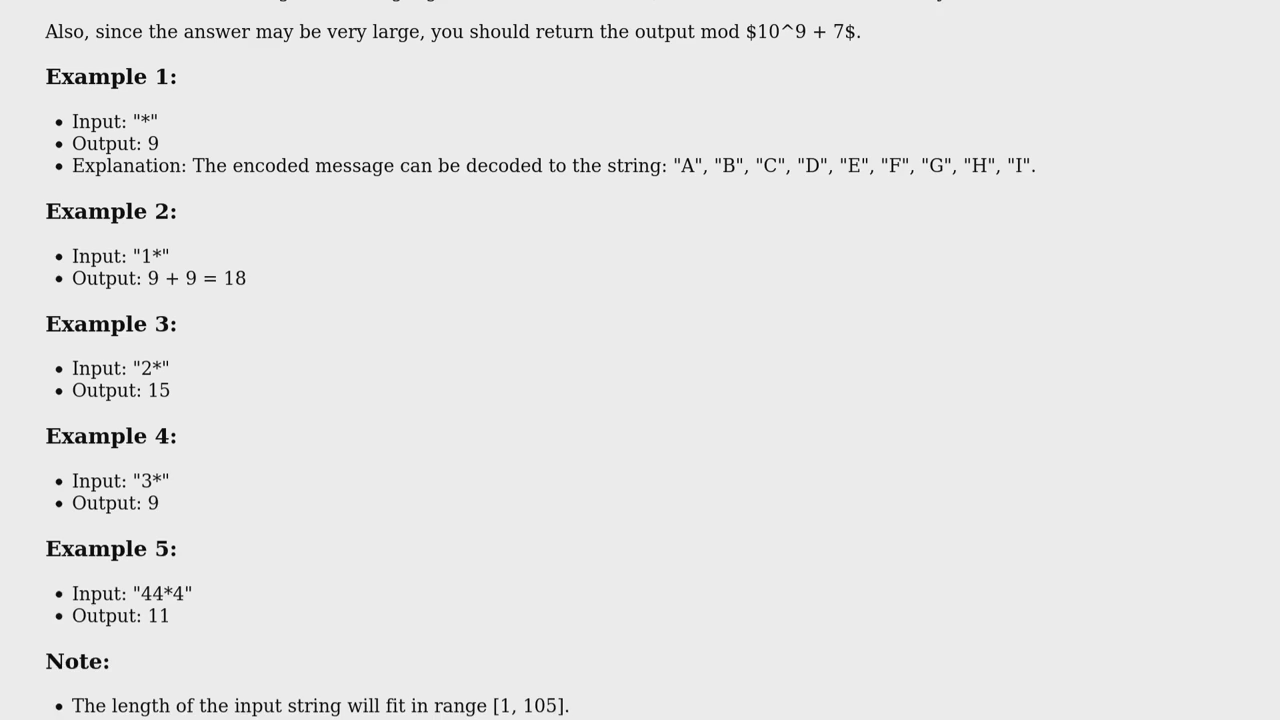 Also, since the answer may be very large, you should return the output mod $10^9 + 7$.
Example 1:
• Input: "*"
• Output: 9
• Explanation: The encoded message can be decoded to the string: "A", "B", "C", "D", "E", "F", "G", "H", "I".
Example 2:
• Input: "1*"
• Output: 9 + 9 = 18
Example 3:
• Input: "2*"
• Output: 15
Example 4:
• Input: "3*"
• Output: 9
Example 5:
• Input: "44*4"
• Output: 11
Note:
• The length of the input string will fit in range [1, 105].